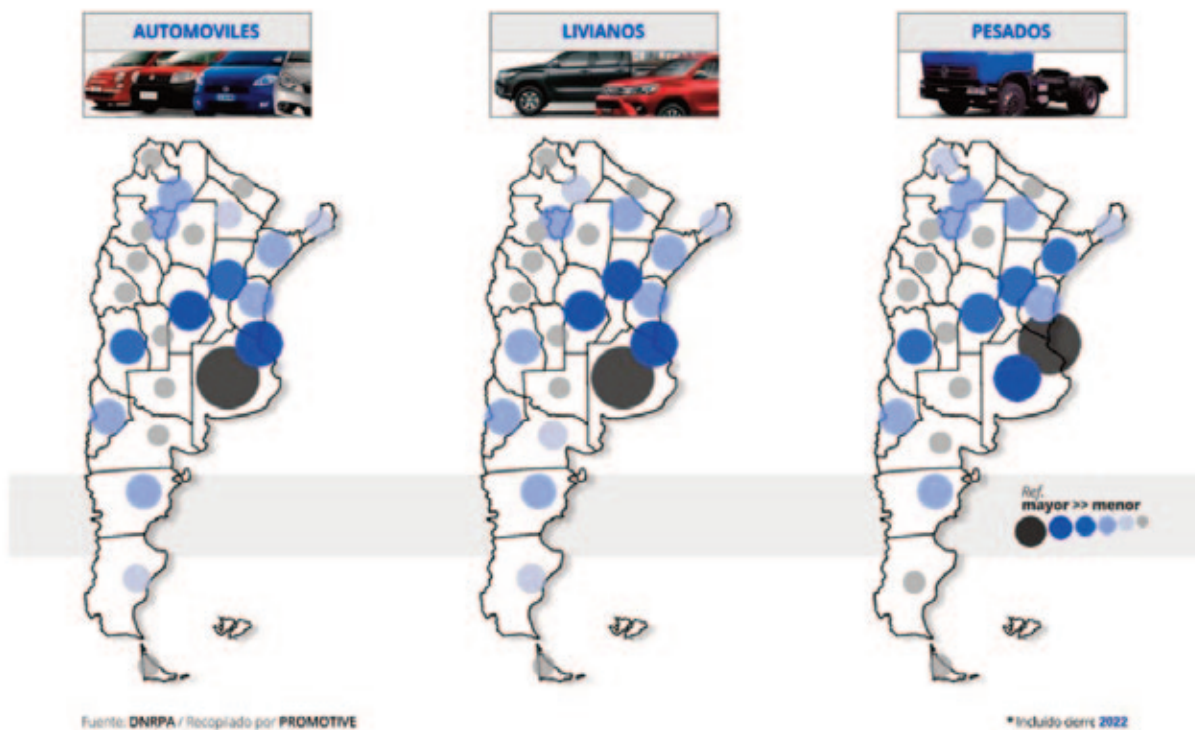 AUTOMOVILES
LIVIANOS
PESADOS
Ref.
mayor >> menor
Fuente: DNRPA / Recopilado por PROMOTIVE
* Incluido cierre 2022